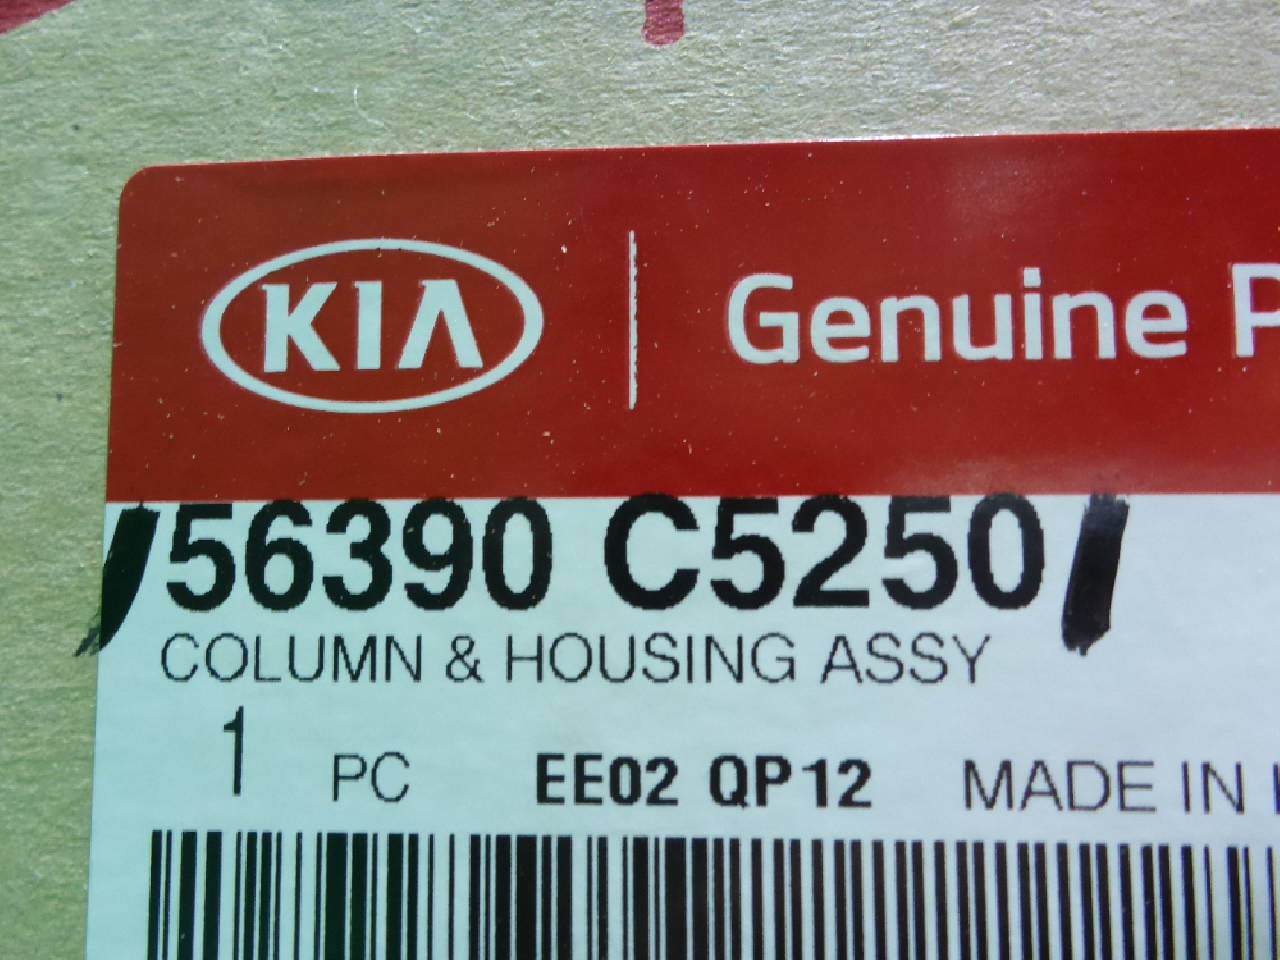 KIA
Genuine P
56390 C5250
COLUMN & HOUSING ASSY
1 PC EE02 QP12 MADE IN